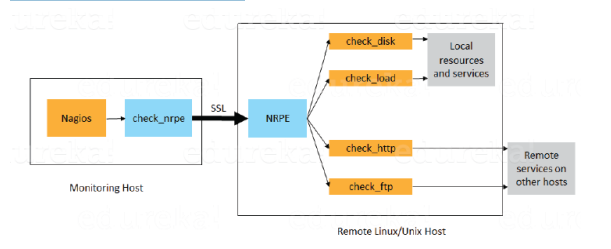 check_disk
Local
resources
and services
check_load
SSL
Nagios
check_nrpe
NRPE
check_http
Remote
services on
other hosts
check_ftp
Monitoring Host
Remote Linux/Unix Host